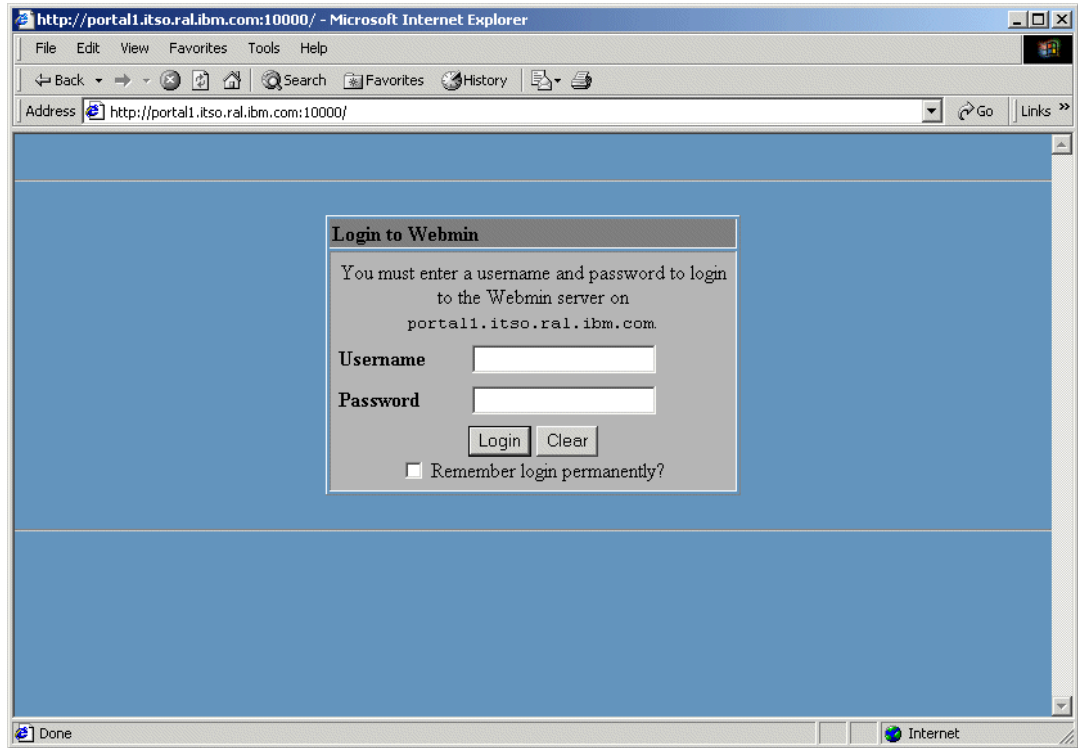 http://portal1.itso.ral.ibm.com:10000/ - Microsoft Internet Explorer
File Edit View Favorites Tools Help
Back Search Favorites History
Address http://portal1.itso.ral.ibm.com:10000/ Go Links »
Login to Webmin
You must enter a username and password to login
to the Webmin server on
portal1.itso.ral.ibm.com.
Username
Password
Login Clear
Remember login permanently?
Done Internet